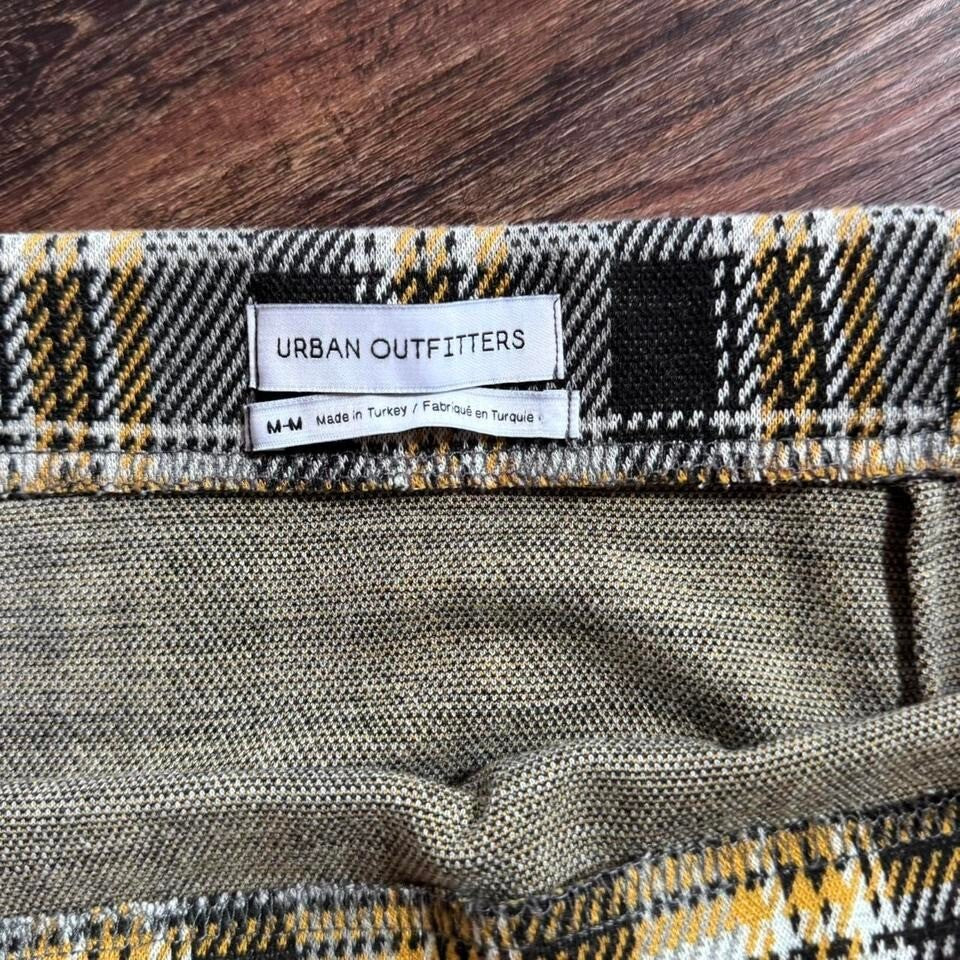 URBAN OUTFITTERS
M-M Made in Turkey / Fabriqué en Turquie